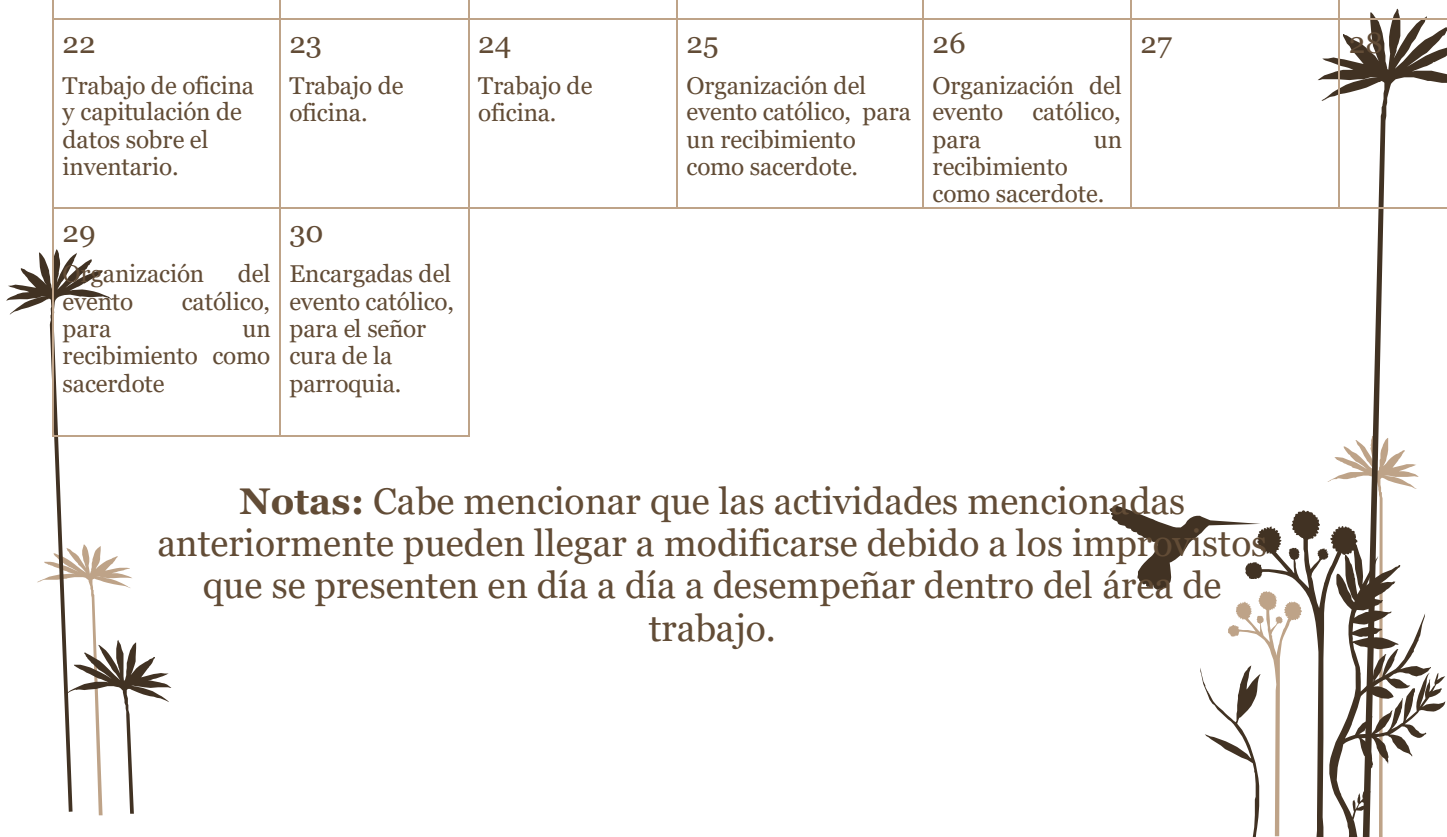 22
Trabajo de oficina
y capitulación de
datos sobre el
inventario.
23
Trabajo de
oficina.
24
Trabajo de
oficina.
25
Organización del
evento católico, para
un recibimiento
como sacerdote.
26
Organización del
evento católico,
para un
recibimiento
como sacerdote.
27
28
29
Organización del
evento católico,
para un
recibimiento como
sacerdote
30
Encargadas del
evento católico,
para el señor
cura de la
parroquia.
Notas: Cabe mencionar que las actividades mencionadas
anteriormente pueden llegar a modificarse debido a los improvistos
que se presenten en día a día a desempeñar dentro del área de
trabajo.